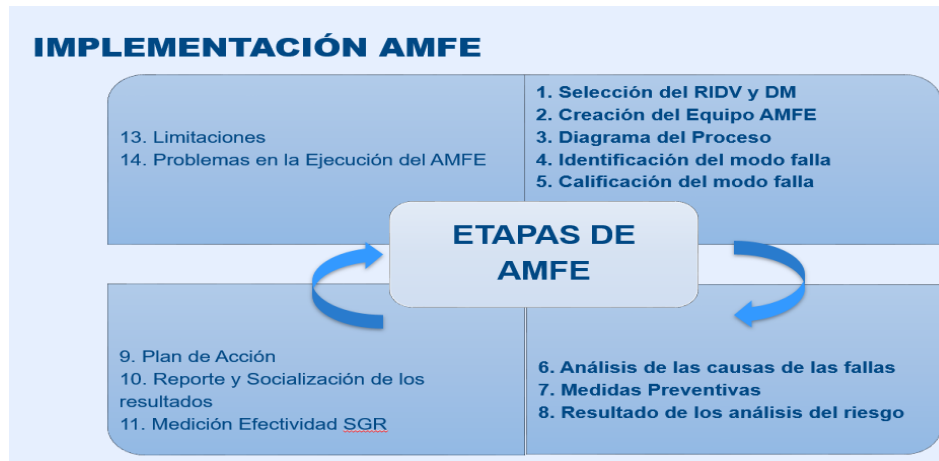 IMPLEMENTACIÓN AMFE
13. Limitaciones
14. Problemas en la Ejecución del AMFE
1. Selección del RIDV y DM
2. Creación del Equipo AMFE
3. Diagrama del Proceso
4. Identificación del modo falla
5. Calificación del modo falla
ETAPAS DE
AMFE
9. Plan de Acción
10. Reporte y Socialización de los
resultados
11. Medición Efectividad SGR
6. Análisis de las causas de las fallas
7. Medidas Preventivas
8. Resultado de los análisis del riesgo